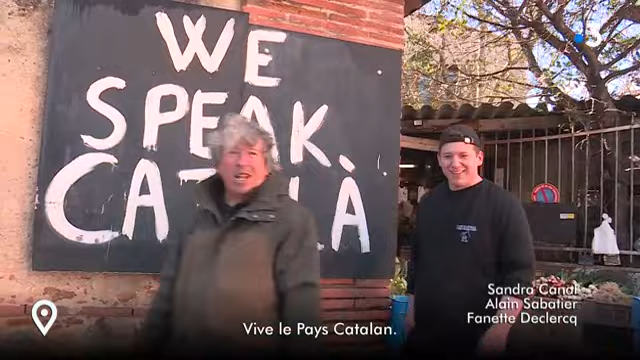 WE
SPEAK
CATALÀ
Sandra Canal
Alain Sabatier
Fanette Declercq
Vive le Pays Catalan.